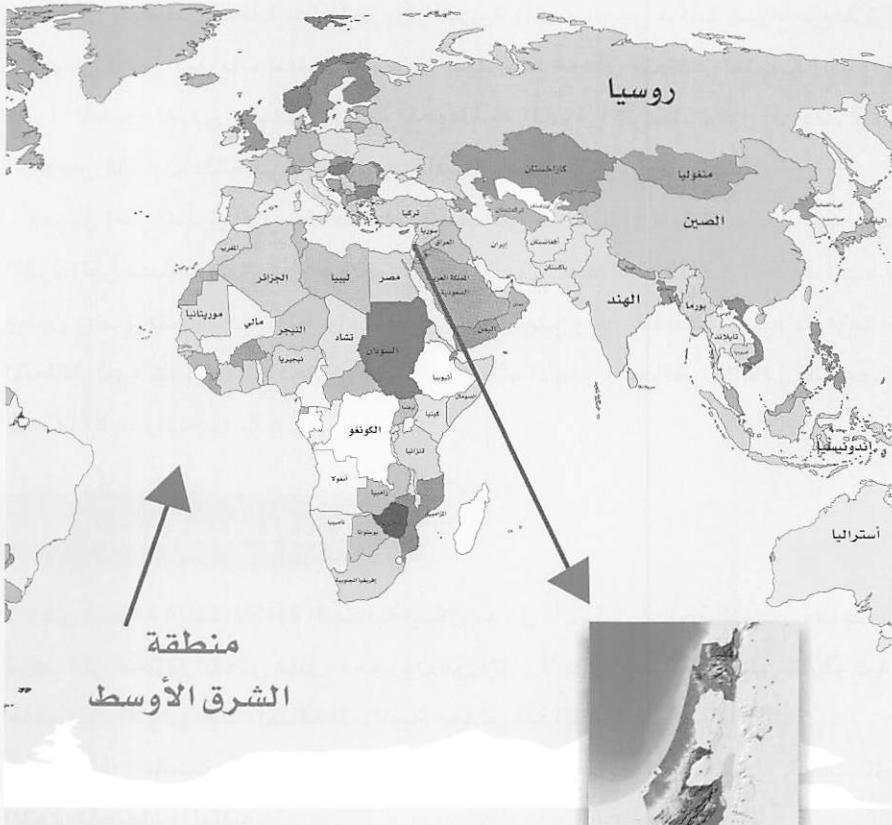 روسيا
كازاخستان
منغوليا
الصين
تركيا
سوريا
العراق
إيران
أفغانستان
باكستان
المغرب
الجزائر
ليبيا
مصر
المملكة العربية
السعودية
الهند
بورما
موريتانيا
مالي
النيجر
تشاد
السودان
اليمن
تايلاند
نيجيريا
أثيوبيا
الصومال
الكونغو
كينيا
تنزانيا
اندونيسيا
أنغولا
زامبيا
ناميبيا
بوتسوانا
أستراليا
إفريقيا الجنوبية
منطقة
الشرق الأوسط